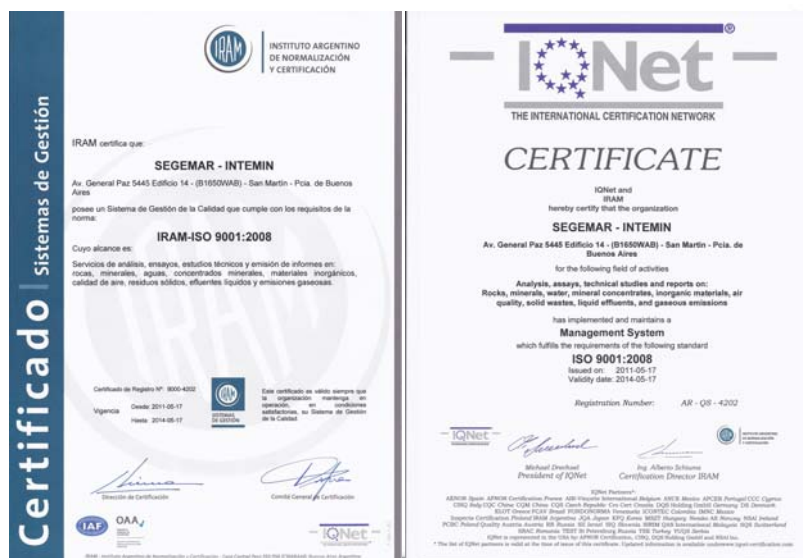 Certificado | Sistemas de Gestión
IRAM
INSTITUTO ARGENTINO
DE NORMALIZACIÓN
Y CERTIFICACIÓN
IRAM certifica que:
SEGEMAR - INTEMIN
Av. General Paz 5445 Edificio 14 - (B1650WAB) - San Martin - Pcia. de Buenos
Aires
posee un Sistema de Gestión de la Calidad que cumple con los requisitos de la
norma:
IRAM-ISO 9001:2008
Cuyo alcance es:
Servicios de análisis, ensayos, estudios técnicos y emisión de informes en:
rocas, minerales, aguas, concentrados minerales, materiales inorgánicos,
calidad de aire, residuos sólidos, efluentes líquidos y emisiones gaseosas.
Certificado de Registro Nº: 9000-4202
Vigencia
Desde: 2011-05-17
Hasta: 2014-05-17
IRAM
SISTEMAS
DE GESTIÓN
Este certificado es válido siempre que
la organización mantenga en
operación, en condiciones
satisfactorias, su Sistema de Gestión
de la Calidad.
Dirección de Certificación
Comité General de Certificación
IAF
OAA
IQNet
IQNet
®
THE INTERNATIONAL CERTIFICATION NETWORK
CERTIFICATE
IQNet and
IRAM
hereby certify that the organization
SEGEMAR - INTEMIN
Av. General Paz 5445 Edificio 14 - (B1650WAB) - San Martin - Pcia. de
Buenos Aires
for the following field of activities
Analysis, assays, technical studies and reports on:
Rocks, minerals, water, mineral concentrates, inorganic materials, air
quality, solid wastes, liquid effluents, and gaseous emissions
has implemented and maintains a
Management System
which fulfills the requirements of the following standard
ISO 9001:2008
Issued on: 2011-05-17
Validity date: 2014-05-17
Registration Number: AR - QS - 4202
IQNet
Michael Drechsel
President of IQNet
Ing. Alberto Schiuma
Certification Director IRAM
IQNet Partners*: